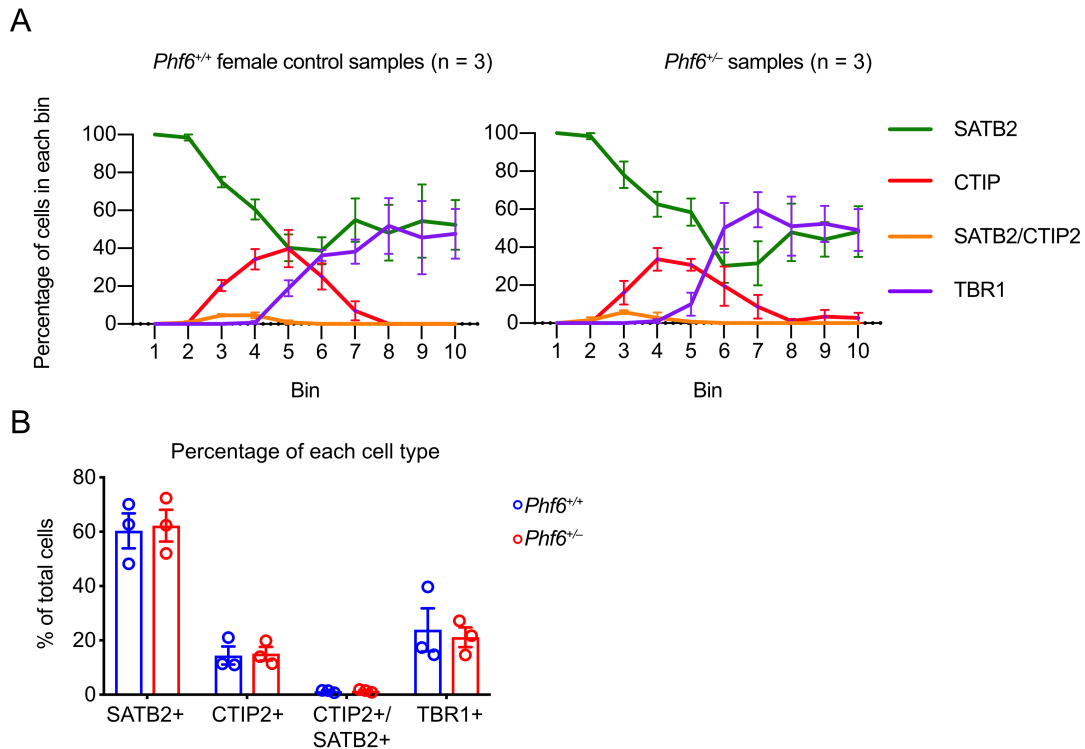 A
Phf6+/+ female control samples (n = 3)
Phf6+/– samples (n = 3)
Percentage of cells in each bin
100
80
60
40
20
0
1 2 3 4 5 6 7 8 9 10
Bin
100
80
60
40
20
0
1 2 3 4 5 6 7 8 9 10
Bin
SATB2
CTIP
SATB2/CTIP2
TBR1
B
Percentage of each cell type
% of total cells
80
60
40
20
0
SATB2+
CTIP2+
CTIP2+/
SATB2+
TBR1+
Phf6+/+
Phf6+/–